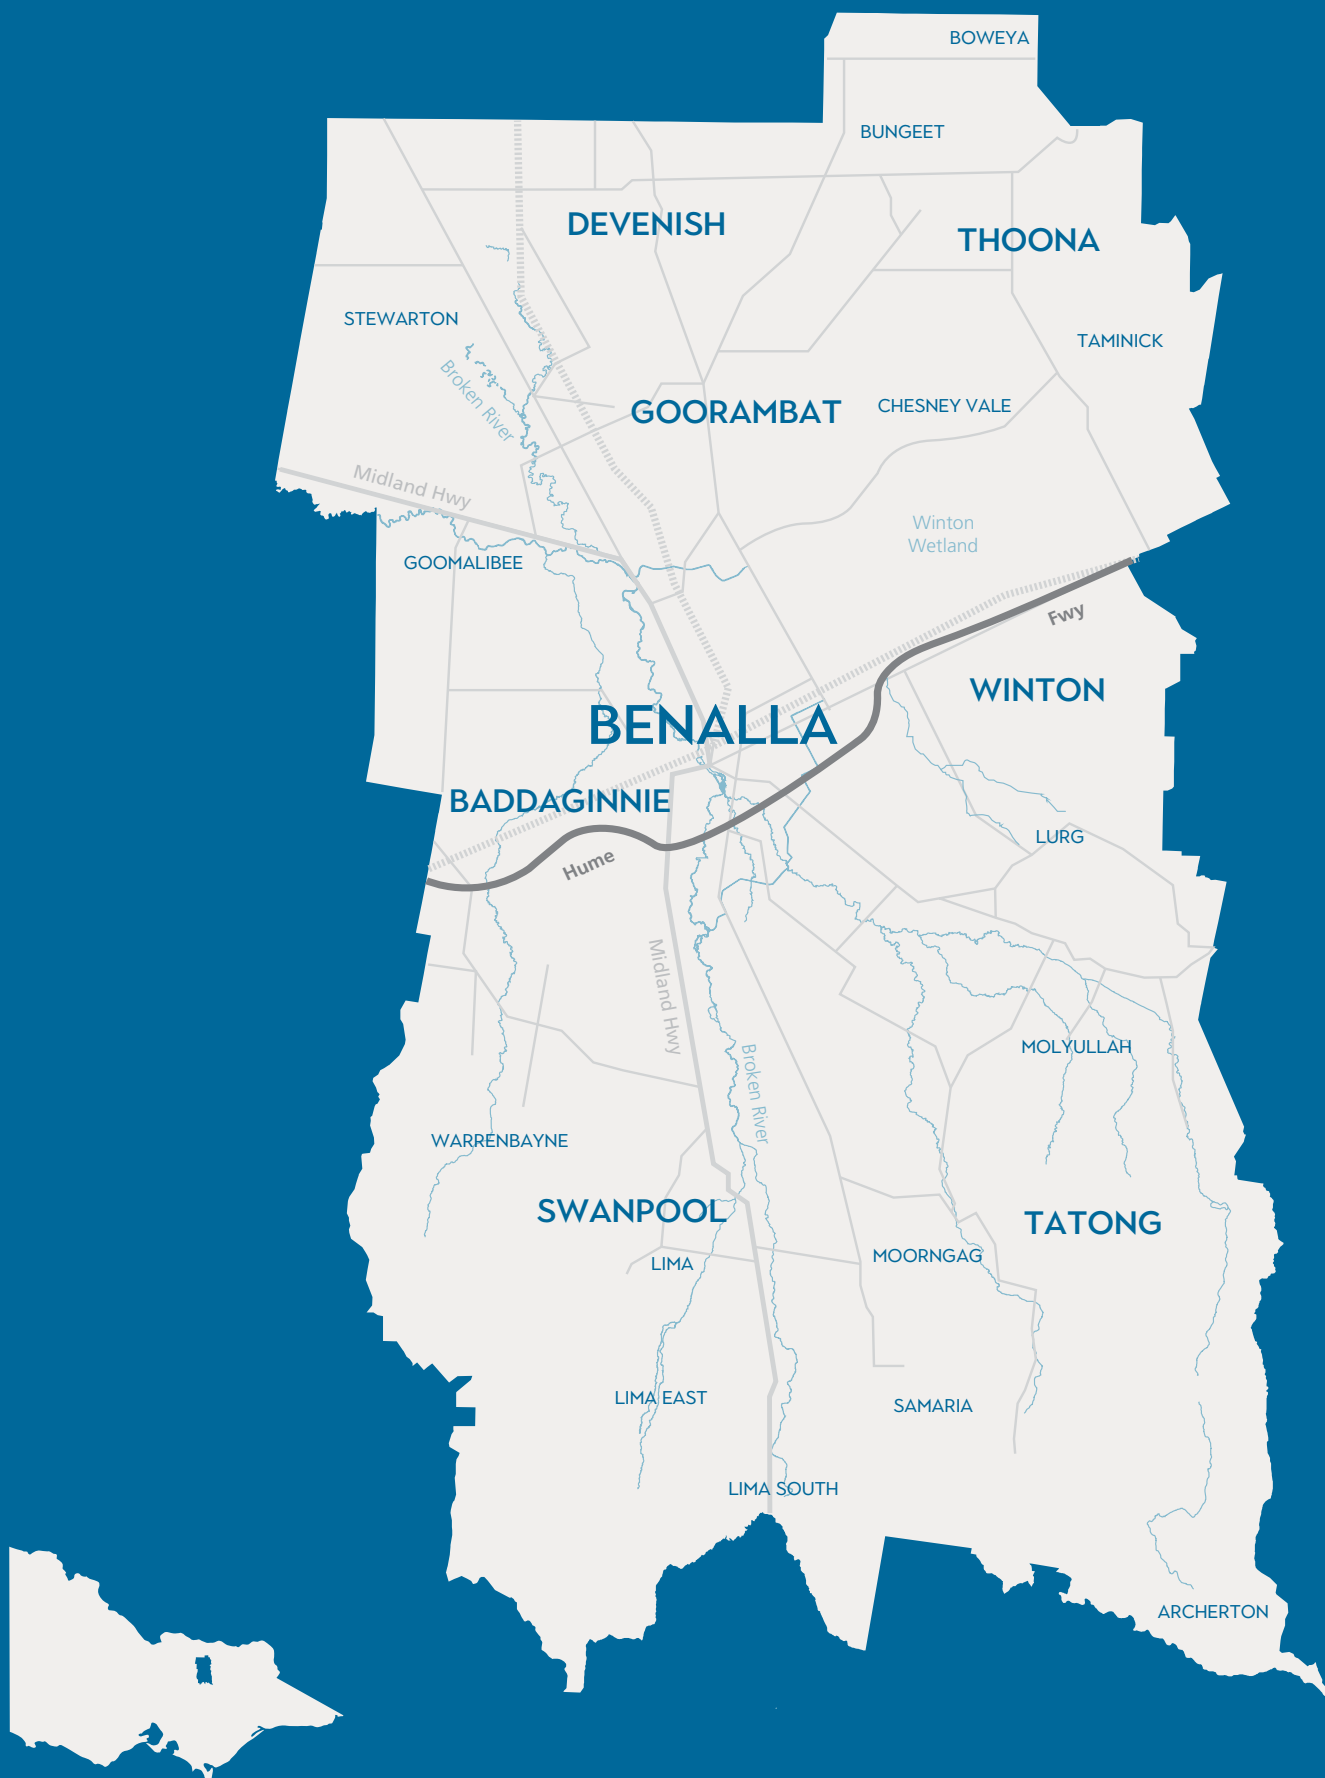 BOWEYA
BUNGEET
DEVENISH
THOONA
STEWARTON
TAMINICK
Broken River
GOORAMBAT
CHESNEY VALE
Midland Hwy
Winton
Wetland
GOOMALIBEE
Fwy
WINTON
BENALLA
BADDAGINNIE
LURG
Hume
Midland Hwy
MOLYULLAH
Broken River
WARRENBAYNE
SWANPOOL
TATONG
MOORNGAG
LIMA
LIMA EAST
SAMARIA
LIMA SOUTH
ARCHERTON